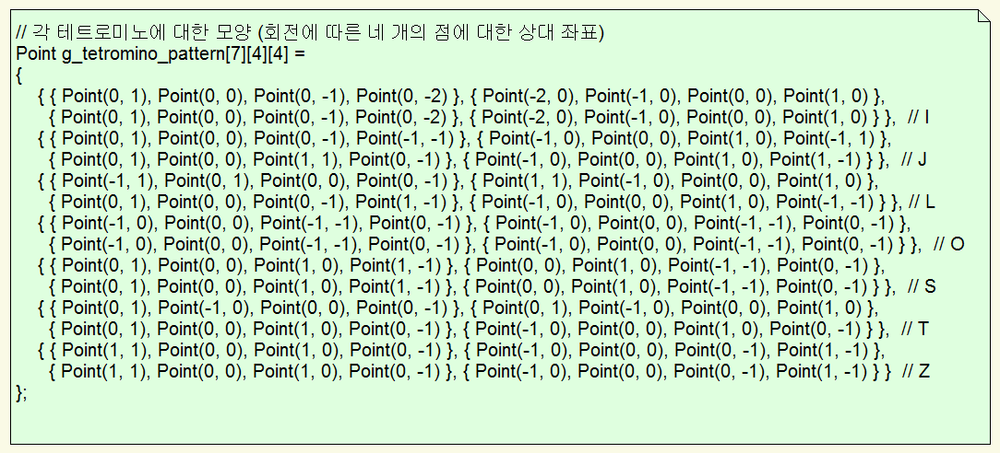 // 각 테트로미노에 대한 모양 (회전에 따른 네 개의 점에 대한 상대 좌표)
Point g_tetromino_pattern[7][4][4] =
{
    { { Point(0, 1), Point(0, 0), Point(0, -1), Point(0, -2) }, { Point(-2, 0), Point(-1, 0), Point(0, 0), Point(1, 0) },
      { Point(0, 1), Point(0, 0), Point(0, -1), Point(0, -2) }, { Point(-2, 0), Point(-1, 0), Point(0, 0), Point(1, 0) } },  // I
    { { Point(0, 1), Point(0, 0), Point(0, -1), Point(-1, -1) }, { Point(-1, 0), Point(0, 0), Point(1, 0), Point(-1, 1) },
      { Point(0, 1), Point(0, 0), Point(1, 1), Point(0, -1) }, { Point(-1, 0), Point(0, 0), Point(1, 0), Point(1, -1) } },  // J
    { { Point(-1, 1), Point(0, 1), Point(0, 0), Point(0, -1) }, { Point(1, 1), Point(-1, 0), Point(0, 0), Point(1, 0) },
      { Point(0, 1), Point(0, 0), Point(0, -1), Point(1, -1) }, { Point(-1, 0), Point(0, 0), Point(1, 0), Point(-1, -1) } }, // L
    { { Point(-1, 0), Point(0, 0), Point(-1, -1), Point(0, -1) }, { Point(-1, 0), Point(0, 0), Point(-1, -1), Point(0, -1) },
      { Point(-1, 0), Point(0, 0), Point(-1, -1), Point(0, -1) }, { Point(-1, 0), Point(0, 0), Point(-1, -1), Point(0, -1) } },  // O
    { { Point(0, 1), Point(0, 0), Point(1, 0), Point(1, -1) }, { Point(0, 0), Point(1, 0), Point(-1, -1), Point(0, -1) },
      { Point(0, 1), Point(0, 0), Point(1, 0), Point(1, -1) }, { Point(0, 0), Point(1, 0), Point(-1, -1), Point(0, -1) } },  // S
    { { Point(0, 1), Point(-1, 0), Point(0, 0), Point(0, -1) }, { Point(0, 1), Point(-1, 0), Point(0, 0), Point(1, 0) },
      { Point(0, 1), Point(0, 0), Point(1, 0), Point(0, -1) }, { Point(-1, 0), Point(0, 0), Point(1, 0), Point(0, -1) } },  // T
    { { Point(1, 1), Point(0, 0), Point(1, 0), Point(0, -1) }, { Point(-1, 0), Point(0, 0), Point(0, -1), Point(1, -1) },
      { Point(1, 1), Point(0, 0), Point(1, 0), Point(0, -1) }, { Point(-1, 0), Point(0, 0), Point(0, -1), Point(1, -1) } }  // Z
};